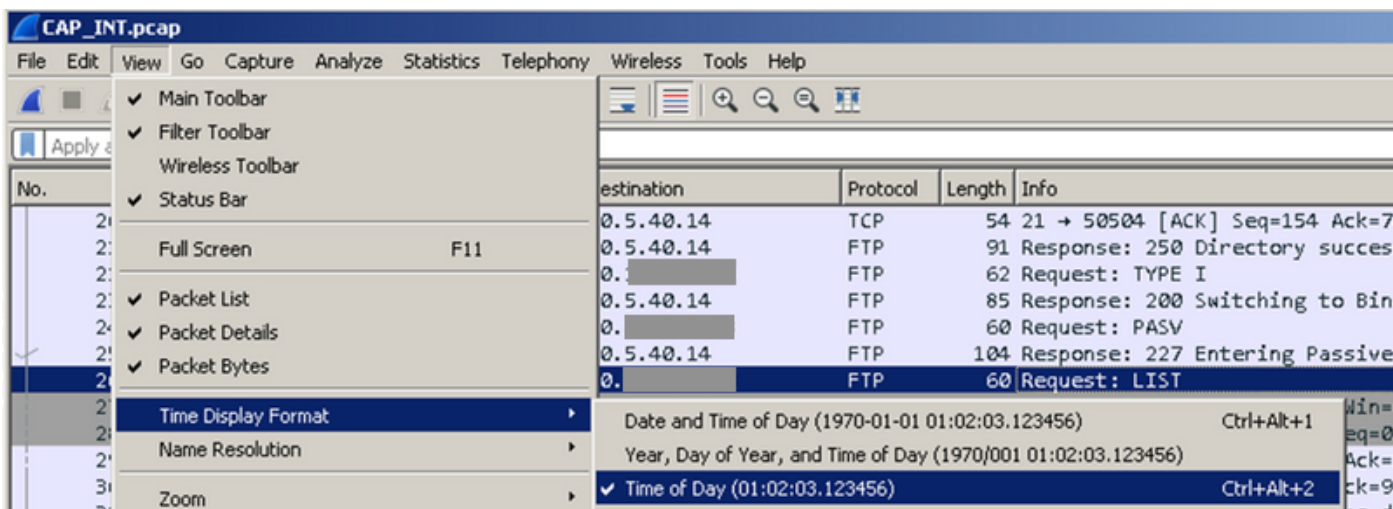 CAP_INT.pcap
File Edit View Go Capture Analyze Statistics Telephony Wireless Tools Help
Main Toolbar
Apply
Filter Toolbar
Wireless Toolbar
No. estination Protocol Length Info
Status Bar
0.5.40.14 TCP 54 21 → 50504 [ACK] Seq=154 Ack=7
Full Screen F11
0.5.40.14 FTP 91 Response: 250 Directory succes
0. FTP 62 Request: TYPE I
Packet List
0.5.40.14 FTP 85 Response: 200 Switching to Bin
Packet Details
0. FTP 60 Request: PASV
0.5.40.14 FTP 104 Response: 227 Entering Passive
Packet Bytes
0. FTP 60 Request: LIST
Time Display Format
Date and Time of Day (1970-01-01 01:02:03.123456) Ctrl+Alt+1
Win=
Name Resolution
Year, Day of Year, and Time of Day (1970/001 01:02:03.123456)
Ack=
Zoom
Time of Day (01:02:03.123456) Ctrl+Alt+2